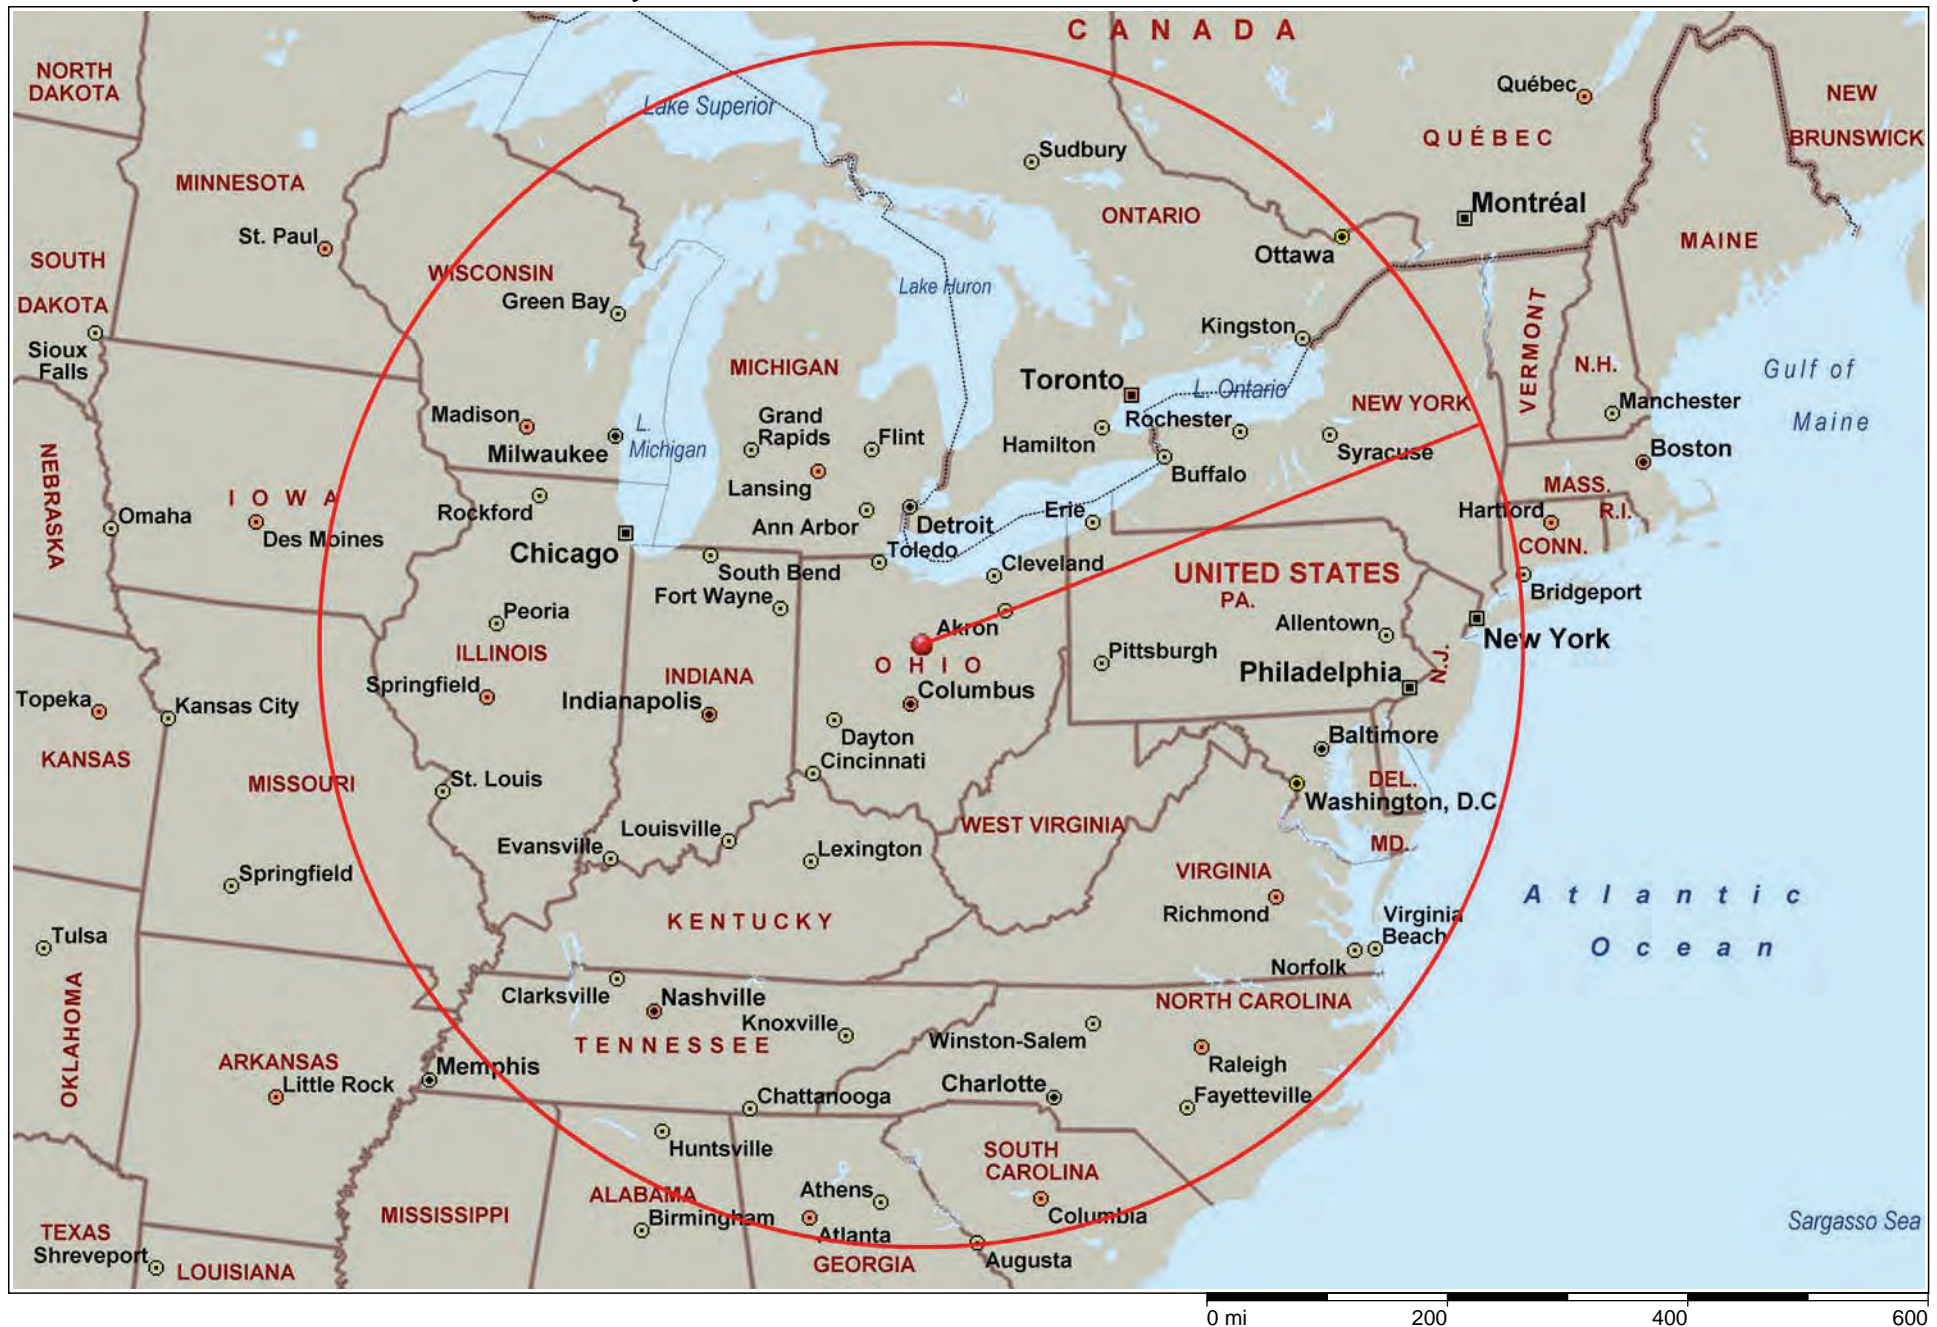 C A N A D A
NORTH
DAKOTA
Lake Superior
Québec
NEW
BRUNSWICK
QUÉBEC
Sudbury
MINNESOTA
ONTARIO
Montréal
St. Paul
Ottawa
MAINE
SOUTH
DAKOTA
WISCONSIN
Green Bay
Lake Huron
Kingston
VERMONT
Sioux
Falls
MICHIGAN
Toronto
L. Ontario
N.H.
Gulf of
Maine
NEW YORK
Manchester
Madison
Milwaukee
L.
Michigan
Grand
Rapids
Flint
Hamilton
Rochester
Syracuse
Boston
Buffalo
NEBRASKA
I O W A
Omaha
Des Moines
Rockford
Lansing
Ann Arbor
Detroit
Erie
MASS.
Hartford
R.I.
CONN.
Chicago
South Bend
Toledo
Cleveland
UNITED STATES
PA.
Bridgeport
Fort Wayne
Peoria
Akron
Allentown
New York
ILLINOIS
INDIANA
O H I O
Pittsburgh
Philadelphia
N.J.
Springfield
Indianapolis
Columbus
Topeka
Kansas City
Dayton
Baltimore
KANSAS
Cincinnati
MISSOURI
St. Louis
DEL.
Washington, D.C
Evansville
Louisville
Lexington
WEST VIRGINIA
MD.
Springfield
VIRGINIA
Richmond
A t l a n t i c
O c e a n
KENTUCKY
Virginia
Beach
Norfolk
Tulsa
OKLAHOMA
Clarksville
Nashville
Knoxville
TENNESSEE
NORTH CAROLINA
Winston-Salem
Raleigh
ARKANSAS
Little Rock
Memphis
Chattanooga
Charlotte
Fayetteville
Huntsville
SOUTH
CAROLINA
ALABAMA
Birmingham
Athens
Atlanta
Columbia
MISSISSIPPI
Sargasso Sea
TEXAS
Shreveport
LOUISIANA
GEORGIA
Augusta
0 mi 200 400 600